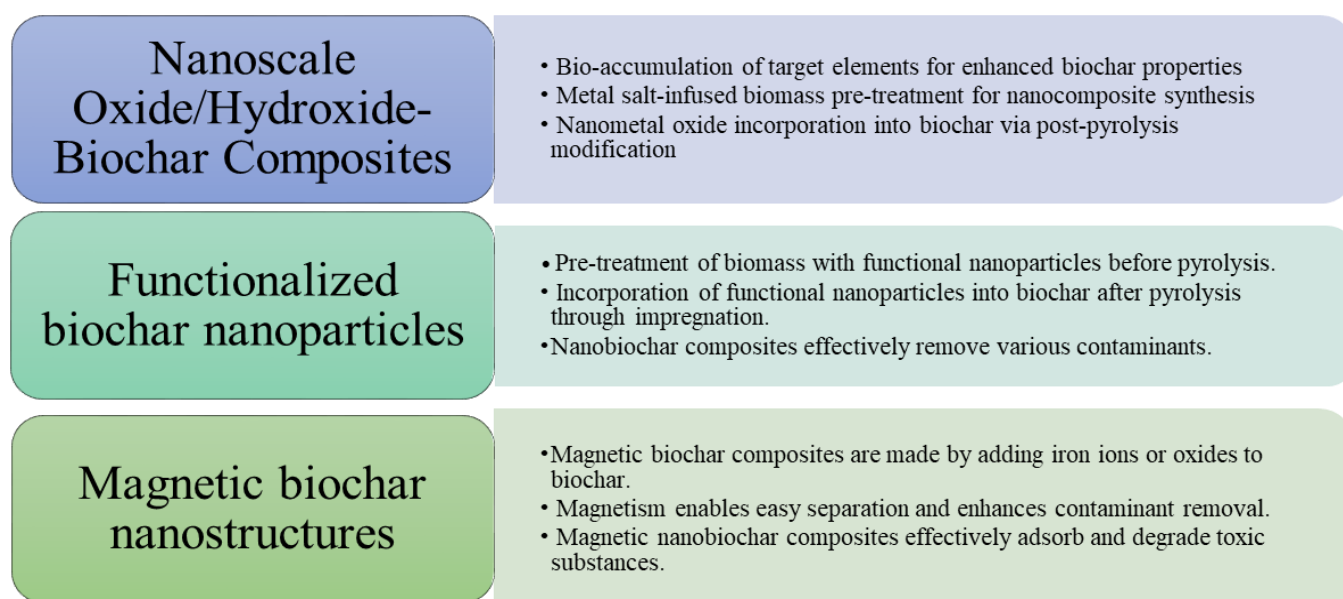 Nanoscale
Oxide/Hydroxide-
Biochar Composites
• Bio-accumulation of target elements for enhanced biochar properties
• Metal salt-infused biomass pre-treatment for nanocomposite synthesis
• Nanometal oxide incorporation into biochar via post-pyrolysis
modification
Functionalized
biochar nanoparticles
• Pre-treatment of biomass with functional nanoparticles before pyrolysis.
• Incorporation of functional nanoparticles into biochar after pyrolysis
through impregnation.
•Nanobiochar composites effectively remove various contaminants.
Magnetic biochar
nanostructures
•Magnetic biochar composites are made by adding iron ions or oxides to
biochar.
• Magnetism enables easy separation and enhances contaminant removal.
• Magnetic nanobiochar composites effectively adsorb and degrade toxic
substances.